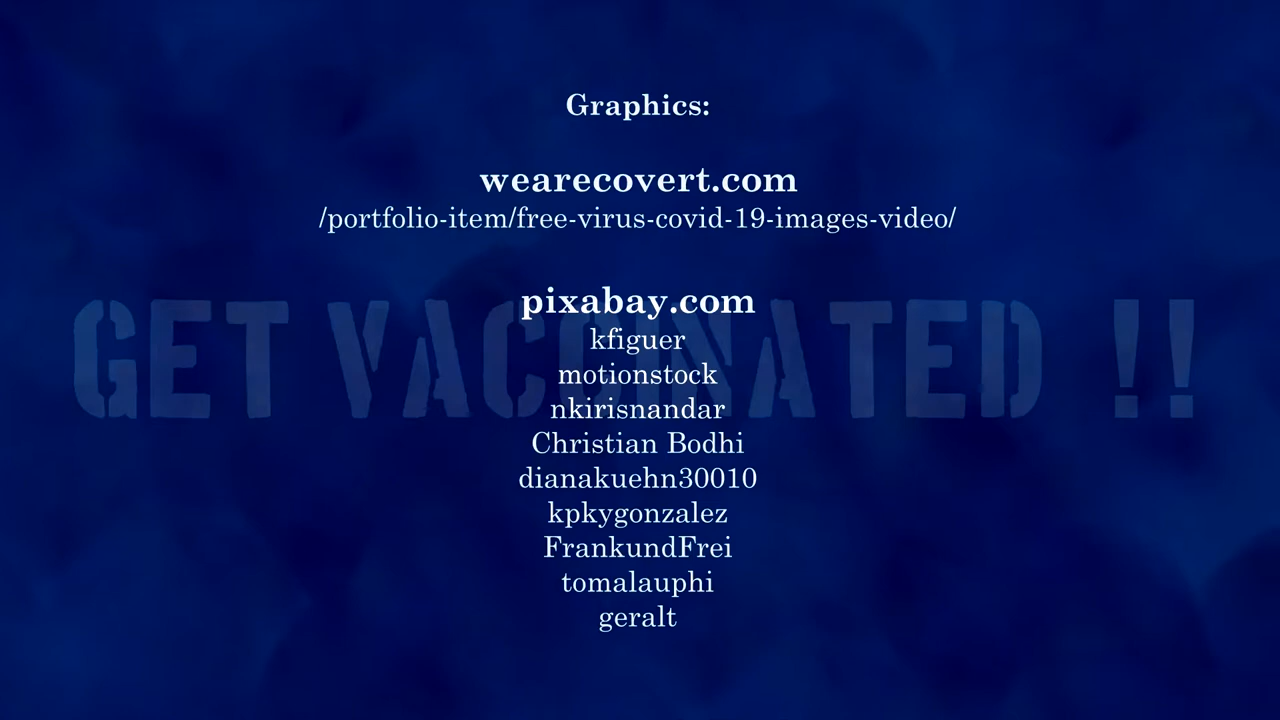 Graphics:
wearecovert.com
/portfolio-item/free-virus-covid-19-images-video/
pixabay.com
GET VACCINATED !!
kfiguer
motionstock
nkirisnandar
Christian Bodhi
dianakuehn30010
kpkygonzalez
FrankundFrei
tomalauphi
geralt